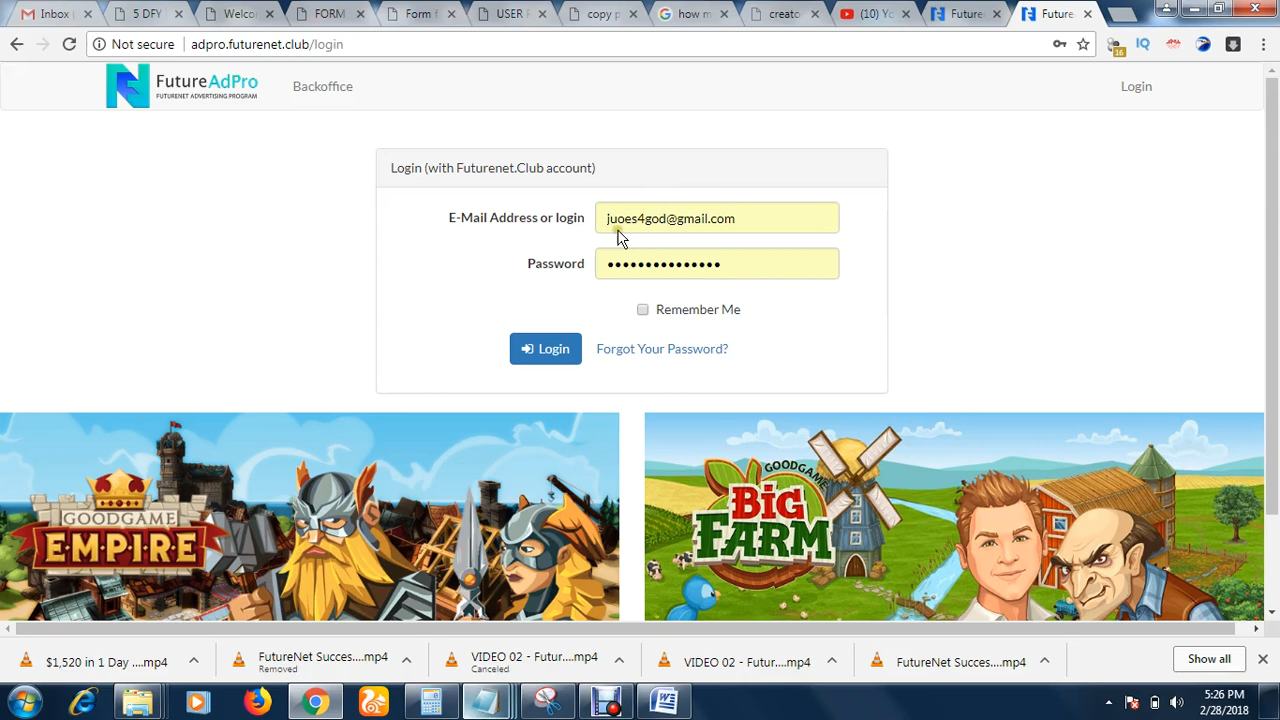 Inbox
5 DFY
Welco
FORM
Form f
USER F
copy p
how m
creato
(10) Yo
Future
Future
Not secure
adpro.futurenet.club/login
16
IQ
FutureAdPro
FUTURENET ADVERTISING PROGRAM
Backoffice
Login
Login (with Futurenet.Club account)
E-Mail Address or login
juoes4god@gmail.com
Password
Remember Me
Login
Forgot Your Password?
GOODGAME
EMPIRE
GOODGAME
BIG
FARM
$1,520 in 1 Day ....mp4
FutureNet Succes....mp4
Removed
VIDEO 02 - Futur....mp4
Canceled
VIDEO 02 - Futur....mp4
FutureNet Succes....mp4
Show all
5:26 PM
2/28/2018